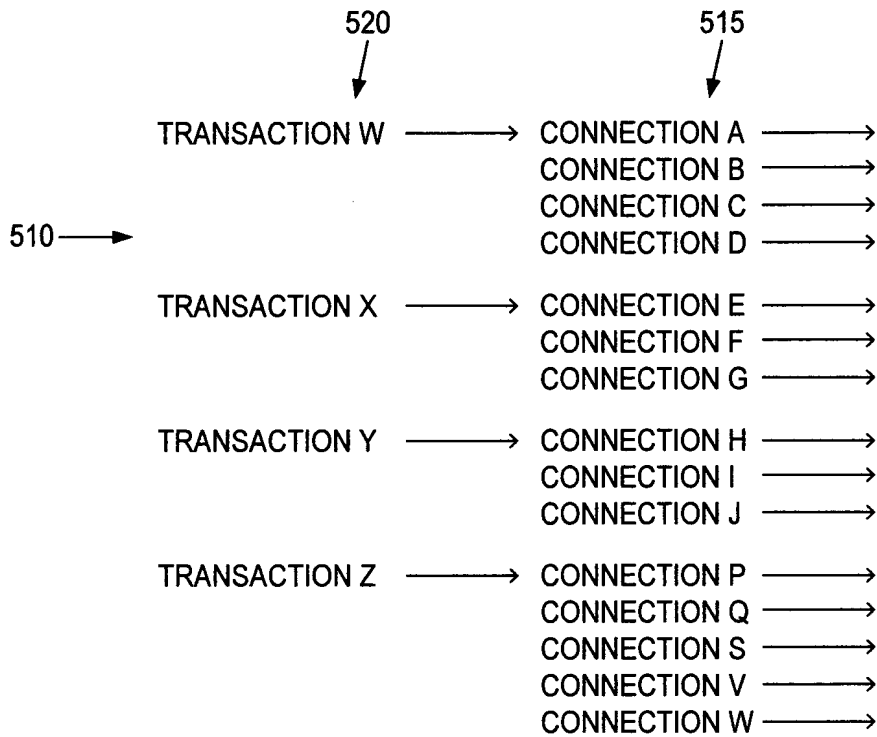 520 515
TRANSACTION W CONNECTION A
CONNECTION B
CONNECTION C
510 CONNECTION D
TRANSACTION X CONNECTION E
CONNECTION F
CONNECTION G
TRANSACTION Y CONNECTION H
CONNECTION I
CONNECTION J
TRANSACTION Z CONNECTION P
CONNECTION Q
CONNECTION S
CONNECTION V
CONNECTION W